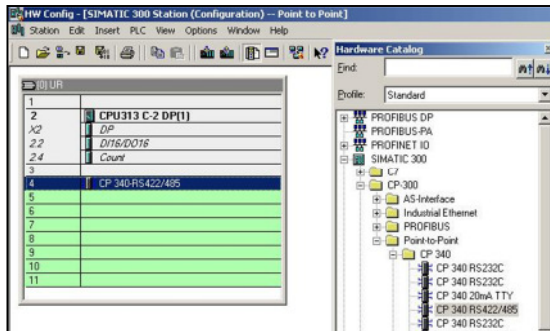 HW Config - [SIMATIC 300 Station (Configuration) -- Point to Point]
Station Edit Insert PLC View Options Window Help
Hardware Catalog
Find:
Profile: Standard
(0) UR
1
2 CPU313 C-2 DP(1)
X2 DP
2.2 DI16/DO16
2.4 Count
3
4 CP 340-RS422/485
5
6
7
8
9
10
11
PROFIBUS DP
PROFIBUS-PA
PROFINET IO
SIMATIC 300
C7
CP-300
AS-Interface
Industrial Ethernet
PROFIBUS
Point-to-Point
CP 340
CP 340 RS232C
CP 340 RS232C
CP 340 20mA TTY
CP 340 RS422/485
CP 340 RS232C